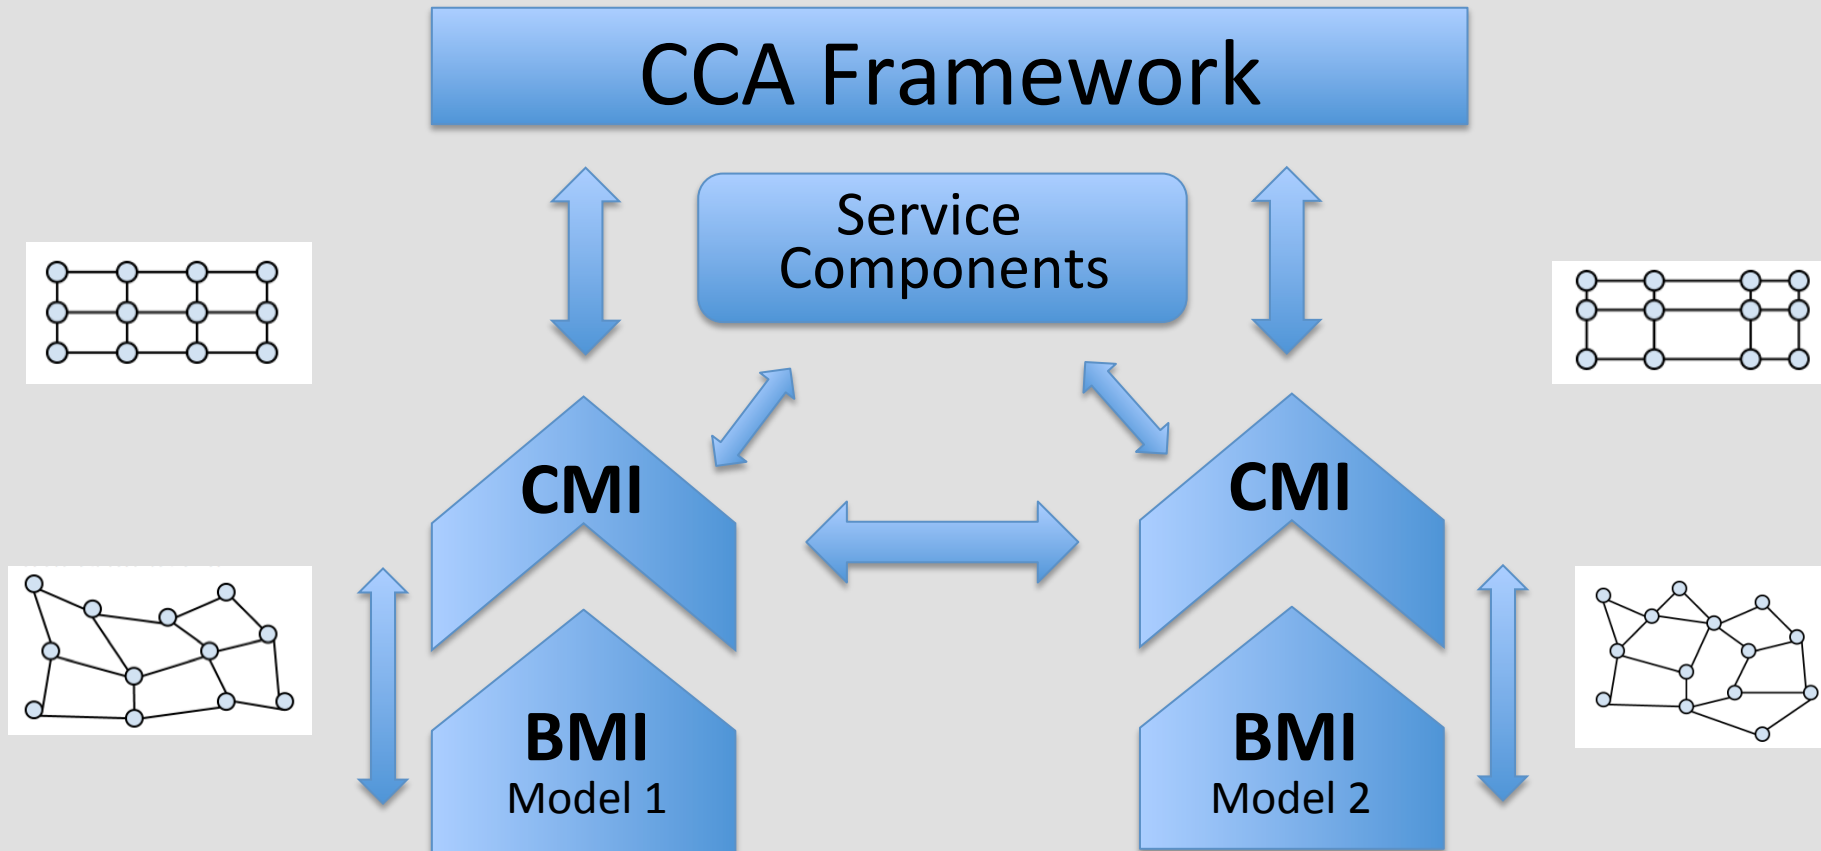 CCA Framework
Service
Components
CMI
CMI
BMI
Model 1
BMI
Model 2